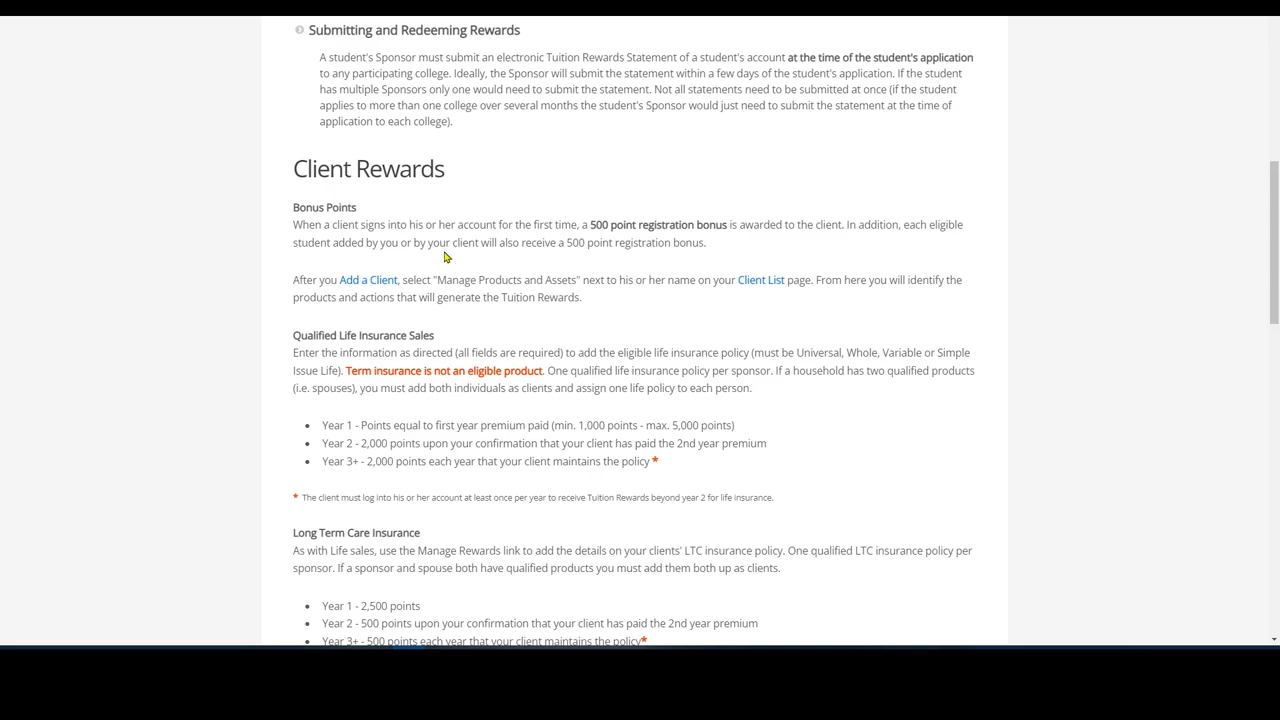 Submitting and Redeeming Rewards
A student's Sponsor must submit an electronic Tuition Rewards Statement of a student's account at the time of the student's application
to any participating college. Ideally, the Sponsor will submit the statement within a few days of the student's application. If the student
has multiple Sponsors only one would need to submit the statement. Not all statements need to be submitted at once (if the student
applies to more than one college over several months the student's Sponsor would just need to submit the statement at the time of
application to each college).
Client Rewards
Bonus Points
When a client signs into his or her account for the first time, a 500 point registration bonus is awarded to the client. In addition, each eligible
student added by you or by your client will also receive a 500 point registration bonus.
After you Add a Client, select "Manage Products and Assets" next to his or her name on your Client List page. From here you will identify the
products and actions that will generate the Tuition Rewards.
Qualified Life Insurance Sales
Enter the information as directed (all fields are required) to add the eligible life insurance policy (must be Universal, Whole, Variable or Simple
Issue Life). Term insurance is not an eligible product. One qualified life insurance policy per sponsor. If a household has two qualified products
(i.e. spouses), you must add both individuals as clients and assign one life policy to each person.
• Year 1 - Points equal to first year premium paid (min. 1,000 points - max. 5,000 points)
• Year 2 - 2,000 points upon your confirmation that your client has paid the 2nd year premium
• Year 3+ - 2,000 points each year that your client maintains the policy *
* The client must log into his or her account at least once per year to receive Tuition Rewards beyond year 2 for life insurance.
Long Term Care Insurance
As with Life sales, use the Manage Rewards link to add the details on your clients' LTC insurance policy. One qualified LTC insurance policy per
sponsor. If a sponsor and spouse both have qualified products you must add them both up as clients.
• Year 1 - 2,500 points
• Year 2 - 500 points upon your confirmation that your client has paid the 2nd year premium
• Year 3+ - 500 points each year that your client maintains the policy*